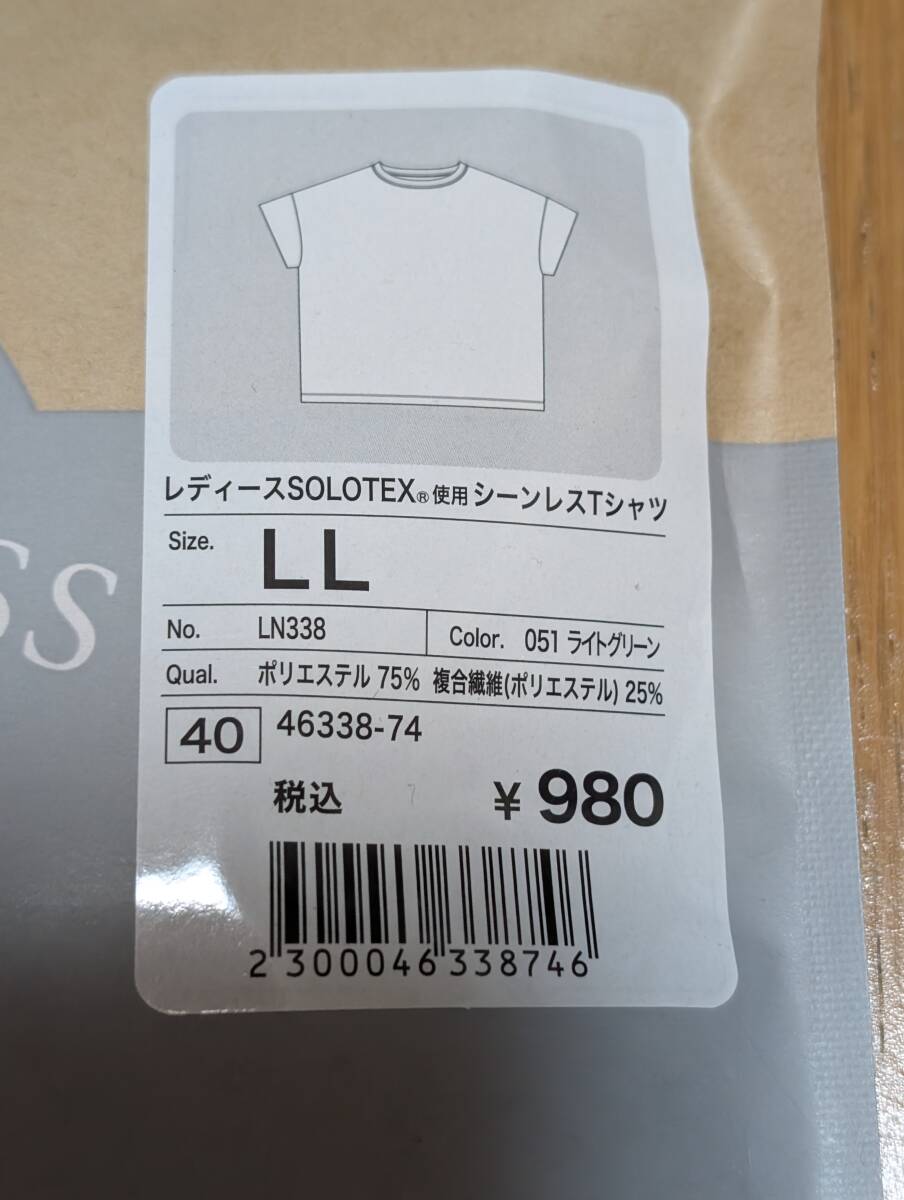 レディースSOLOTEX®使用 シーンレスTシャツ
Size. LL
No. LN338 Color. 051 ライトグリーン
Qual. ポリエステル 75% 複合繊維(ポリエステル) 25%
40 46338-74
税込 ¥980
2300046338746